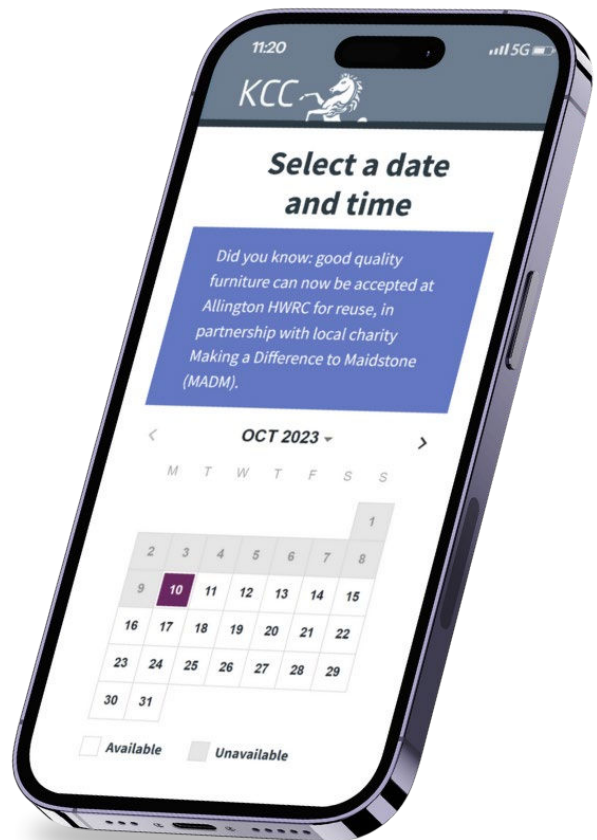 11:20 5G
KCC
Select a date
and time
Did you know: good quality
furniture can now be accepted at
Allington HWRC for reuse, in
partnership with local charity
Making a Difference to Maidstone
(MADM).
< OCT 2023 >
M T W T F S S
1
2 3 4 5 6 7 8
9 10 11 12 13 14 15
16 17 18 19 20 21 22
23 24 25 26 27 28 29
30 31
Available Unavailable